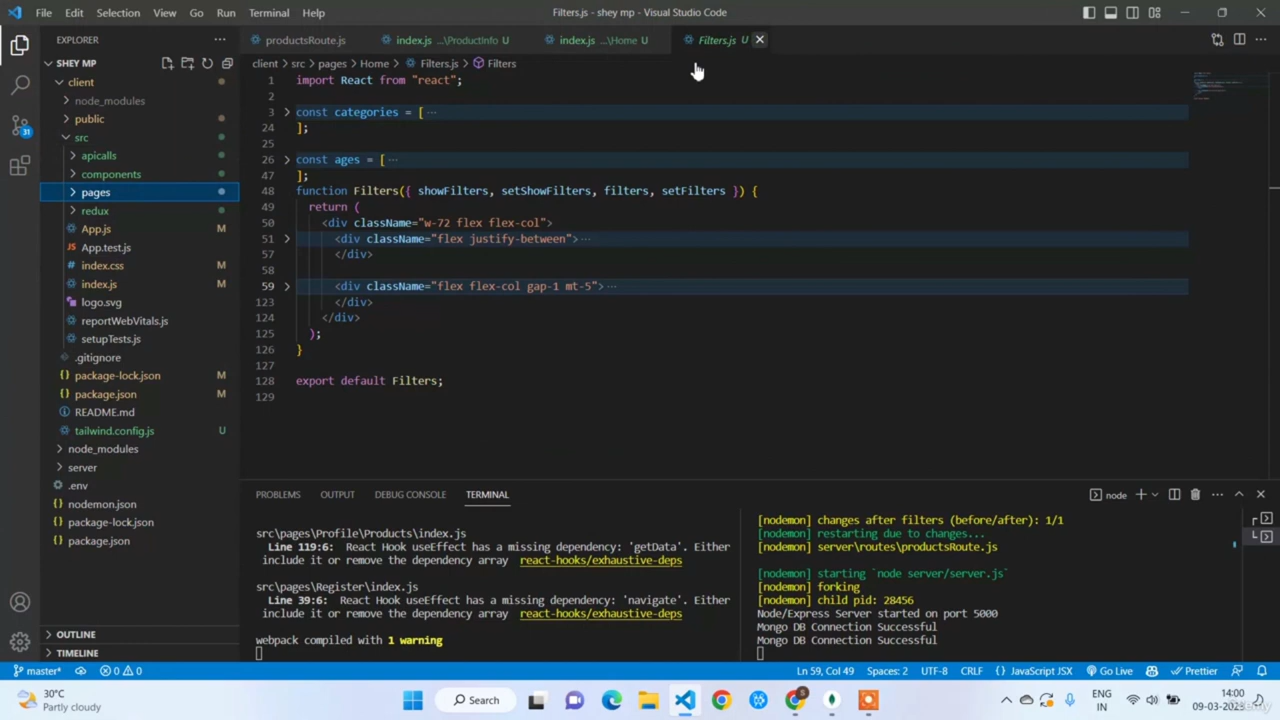 File Edit Selection View Go Run Terminal Help
Filters.js - shey mp - Visual Studio Code
EXPLORER
SHEY MP
client
node_modules
public
src
apicalls
components
pages
redux
App.js M
App.test.js
index.css M
index.js M
logo.svg
reportWebVitals.js
setupTests.js
.gitignore
package-lock.json M
package.json M
README.md
tailwind.config.js U
node_modules
server
.env
nodemon.json
package-lock.json
package.json
OUTLINE
TIMELINE
31
productsRoute.js index.js ...\ProductInfo U index.js ...\Home U Filters.js U
client > src > pages > Home > Filters.js > Filters
1 import React from "react";
2
3 const categories = [ ...
24 ];
25
26 const ages = [ ...
47 ];
48 function Filters({ showFilters, setShowFilters, filters, setFilters }) {
49 return (
50 <div className="w-72 flex flex-col">
51 <div className="flex justify-between"> ...
57 </div>
58
59 <div className="flex flex-col gap-1 mt-5"> ...
123 </div>
124 </div>
125 );
126 }
127
128 export default Filters;
129
PROBLEMS OUTPUT DEBUG CONSOLE TERMINAL
node
src\pages\Profile\Products\index.js
Line 119:6: React Hook useEffect has a missing dependency: 'getData'. Either
include it or remove the dependency array react-hooks/exhaustive-deps
src\pages\Register\index.js
Line 39:6: React Hook useEffect has a missing dependency: 'navigate'. Either
include it or remove the dependency array react-hooks/exhaustive-deps
webpack compiled with 1 warning
[nodemon] changes after filters (before/after): 1/1
[nodemon] restarting due to changes...
[nodemon] server\routes\productsRoute.js
[nodemon] starting `node server/server.js`
[nodemon] forking
[nodemon] child pid: 28456
Node/Express Server started on port 5000
Mongo DB Connection Successful
Mongo DB Connection Successful
master* 0 0
Ln 59, Col 49 Spaces: 2 UTF-8 CRLF {} JavaScript JSX Go Live Prettier
30°C
Partly cloudy
Search
ENG
IN
14:00
09-03-2023